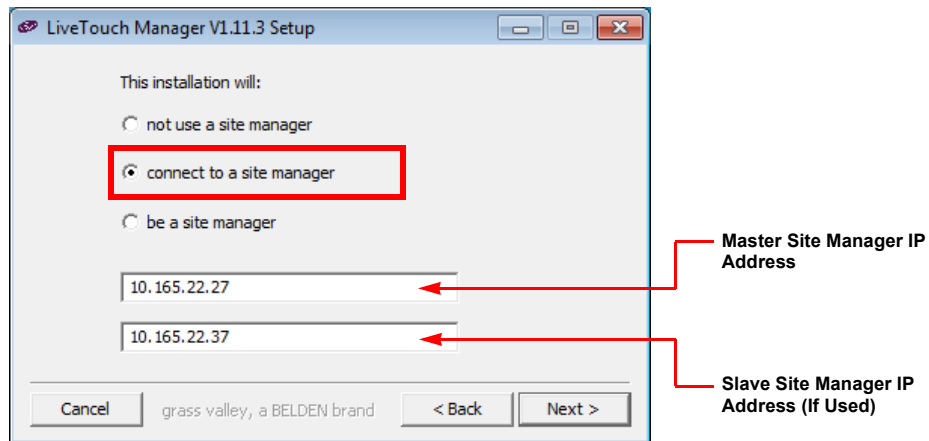 LiveTouch Manager V1.11.3 Setup
This installation will:
not use a site manager
connect to a site manager
be a site manager
Master Site Manager IP
Address
10.165.22.27
10.165.22.37
Slave Site Manager IP
Address (If Used)
Cancel
grass valley, a BELDEN brand
< Back
Next >